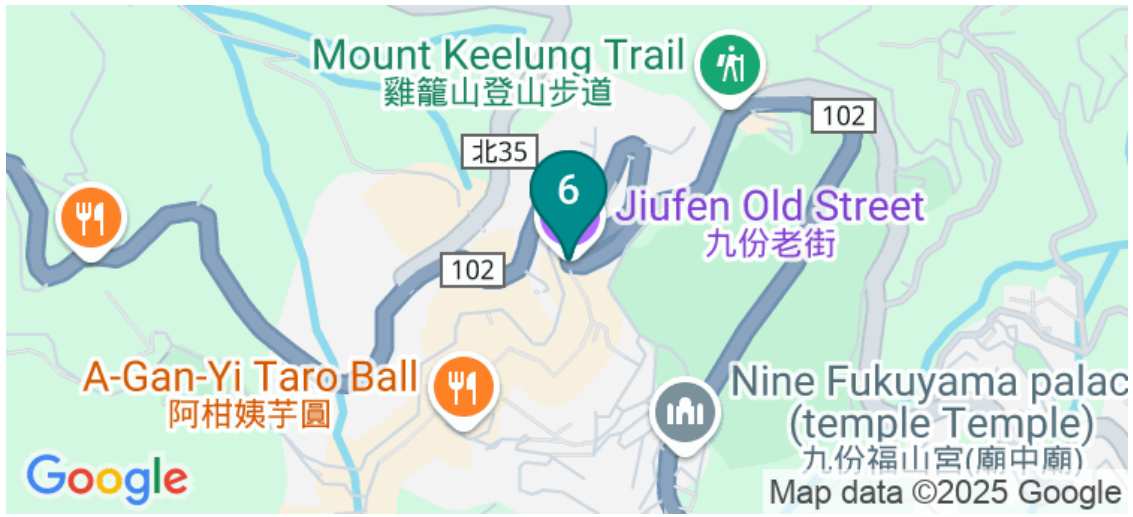 Mount Keelung Trail
雞籠山登山步道
102
北35
6
Jiufen Old Street
九份老街
102
A-Gan-Yi Taro Ball
阿柑姨芋圓
Nine Fukuyama palac
(temple Temple)
九份福山宮(廟中廟)
Google
Map data ©2025 Google